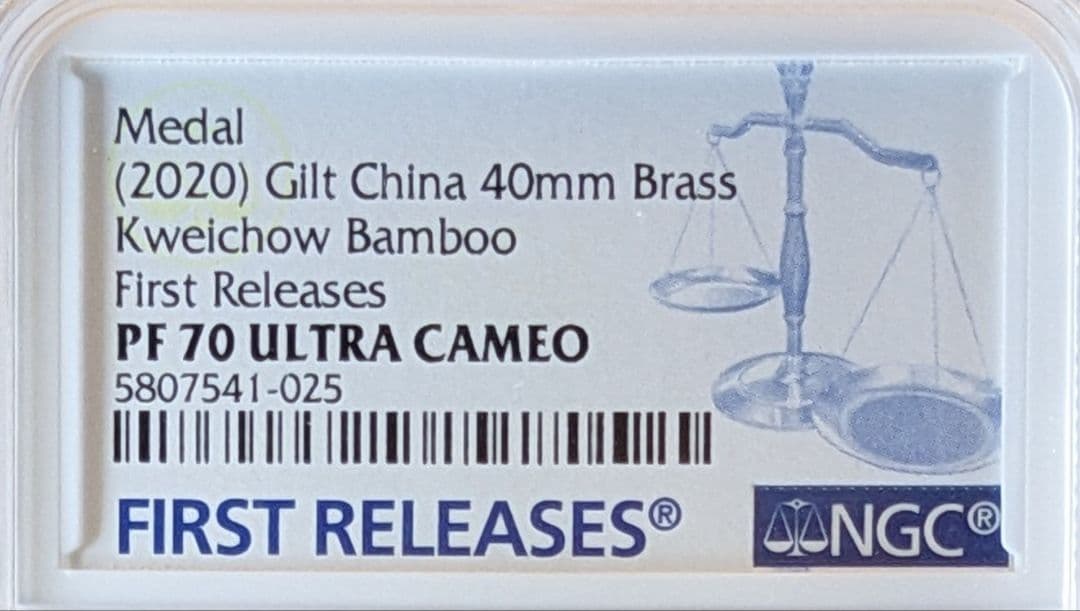 Medal
(2020) Gilt China 40mm Brass
Kweichow Bamboo
First Releases
PF 70 ULTRA CAMEO
5807541-025
FIRST RELEASES®
NGC®